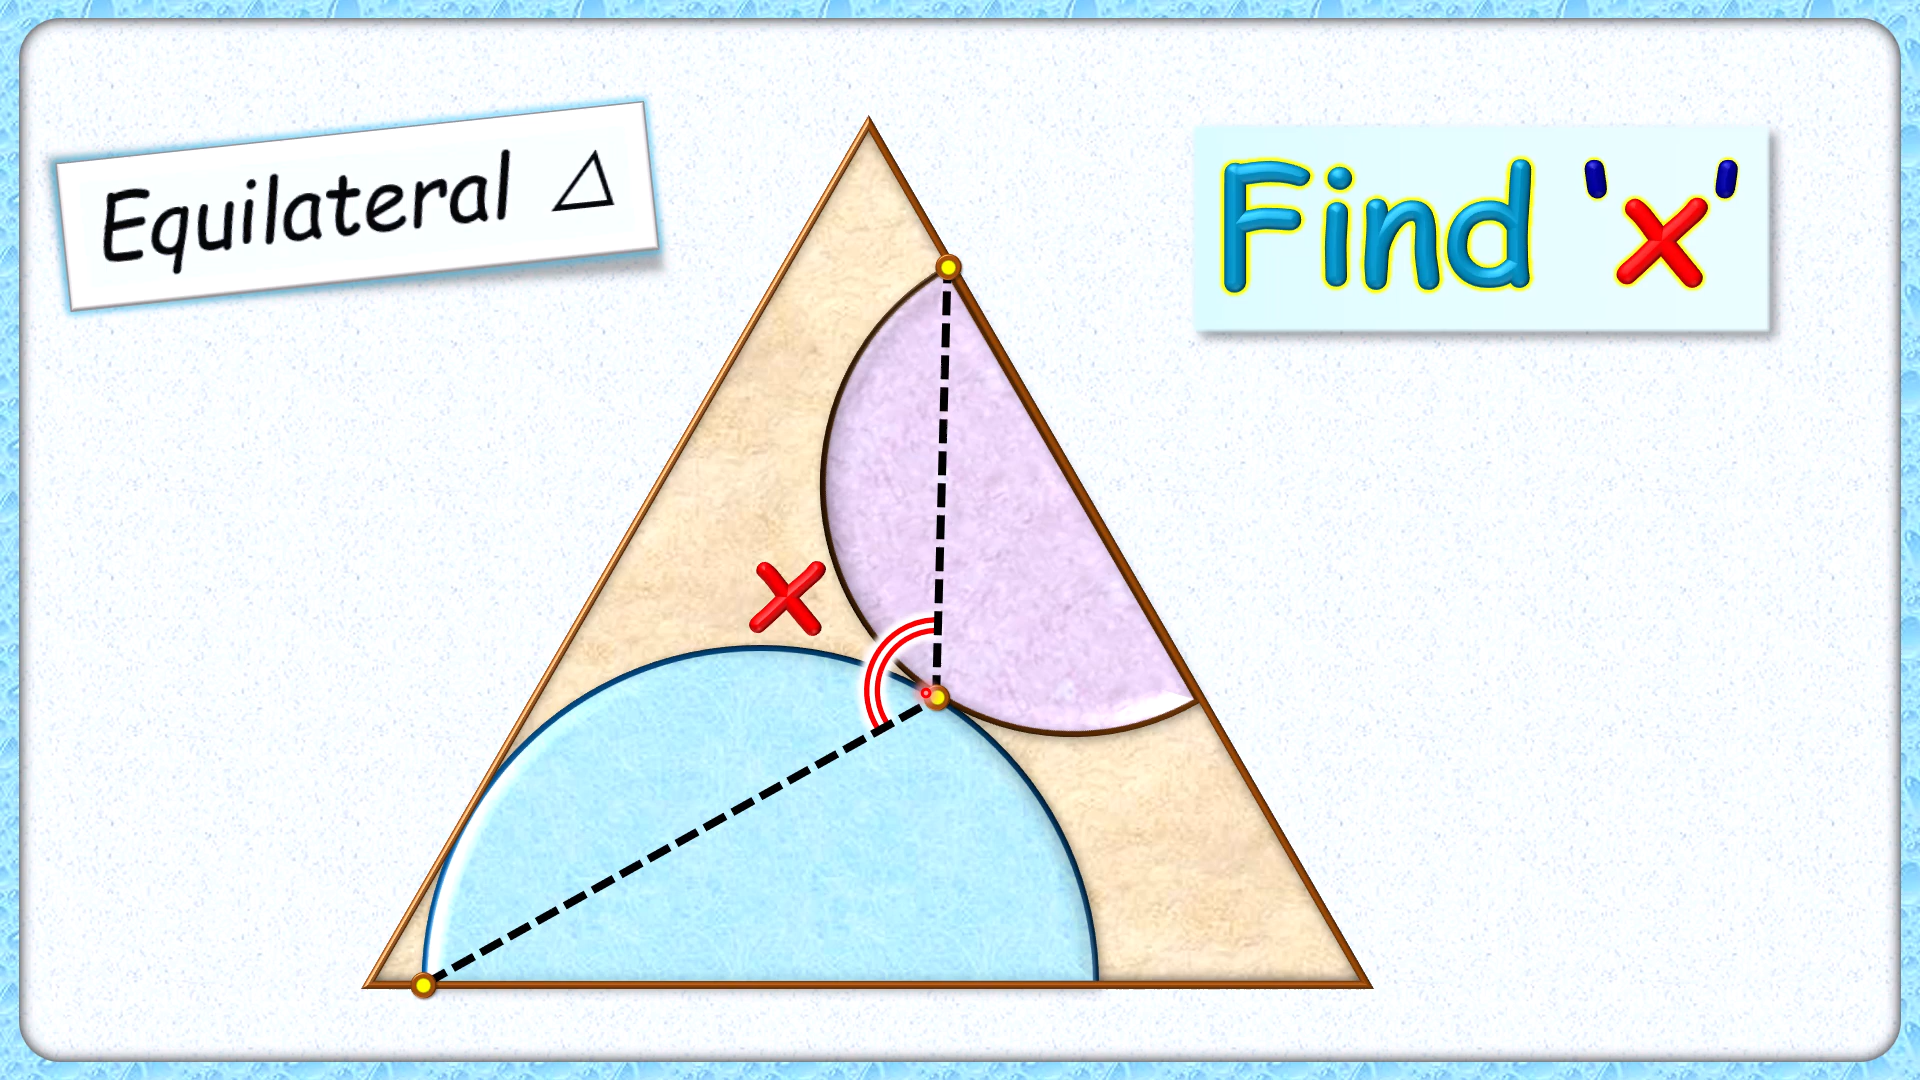 Equilateral △
Find 'x'
x